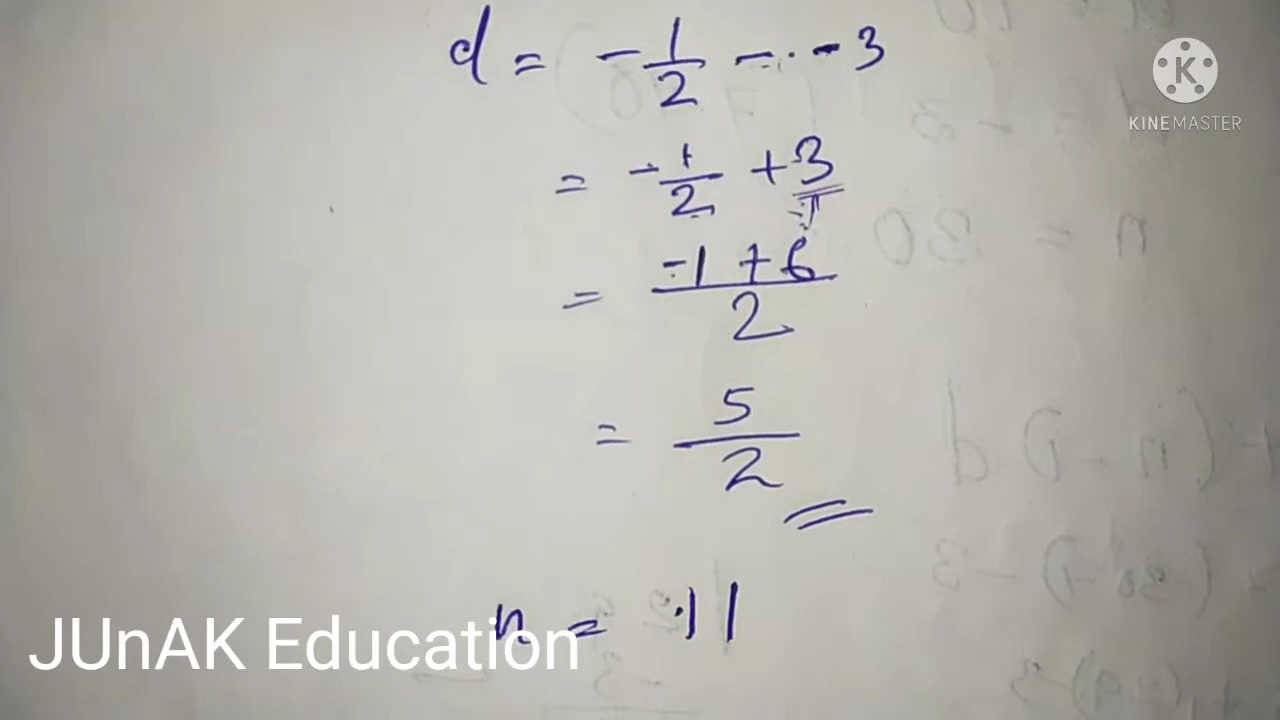 d = - 1/2 - - 3
KINEMASTER
= - 1/2 + 3/1
= -1 + 6 / 2
= 5/2
n = 11
JUnAK Education